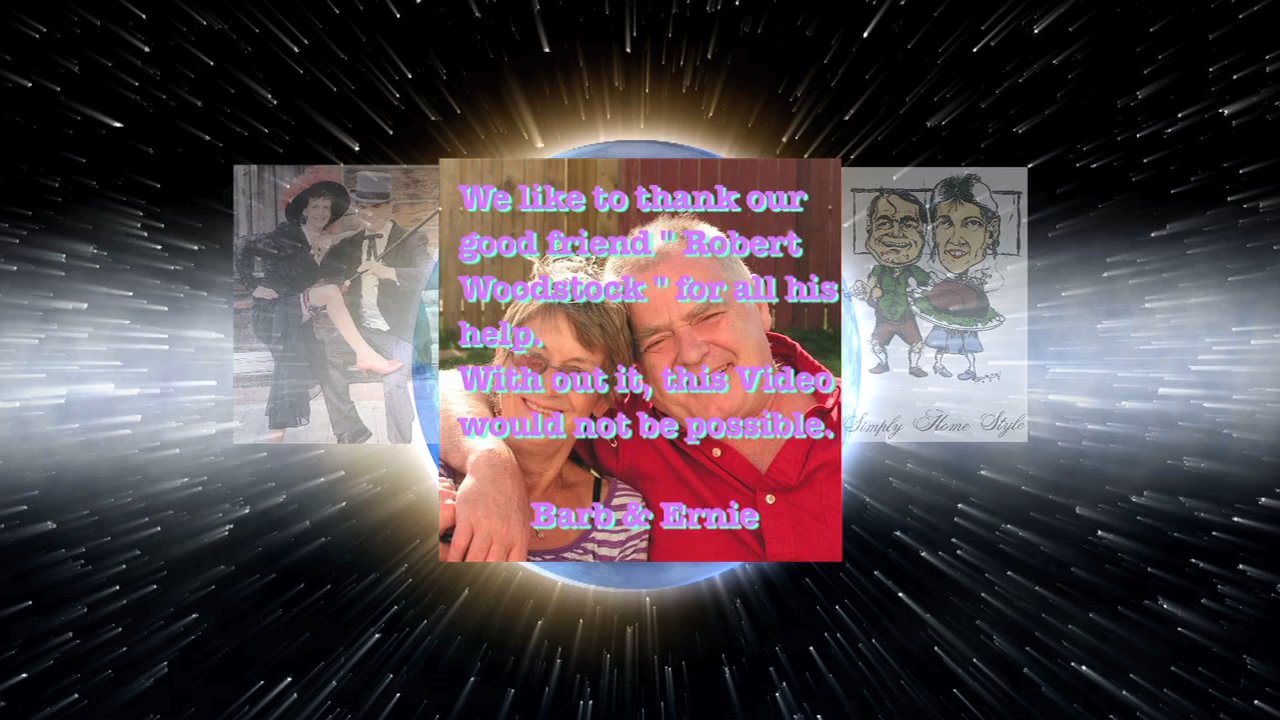 We like to thank our
good friend " Robert
Woodstock " for all his
help.
With out it, this Video
would not be possible.
Barb & Ernie
Simply Home Style